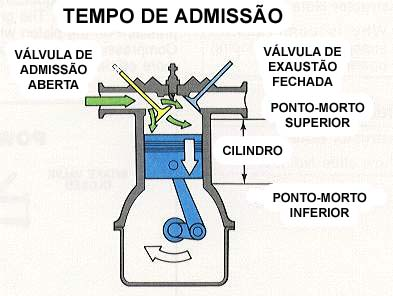 TEMPO DE ADMISSÃO
VÁLVULA DE
ADMISSÃO
ABERTA
VÁLVULA DE
EXAUSTÃO
FECHADA
PONTO-MORTO
SUPERIOR
CILINDRO
PONTO-MORTO
INFERIOR